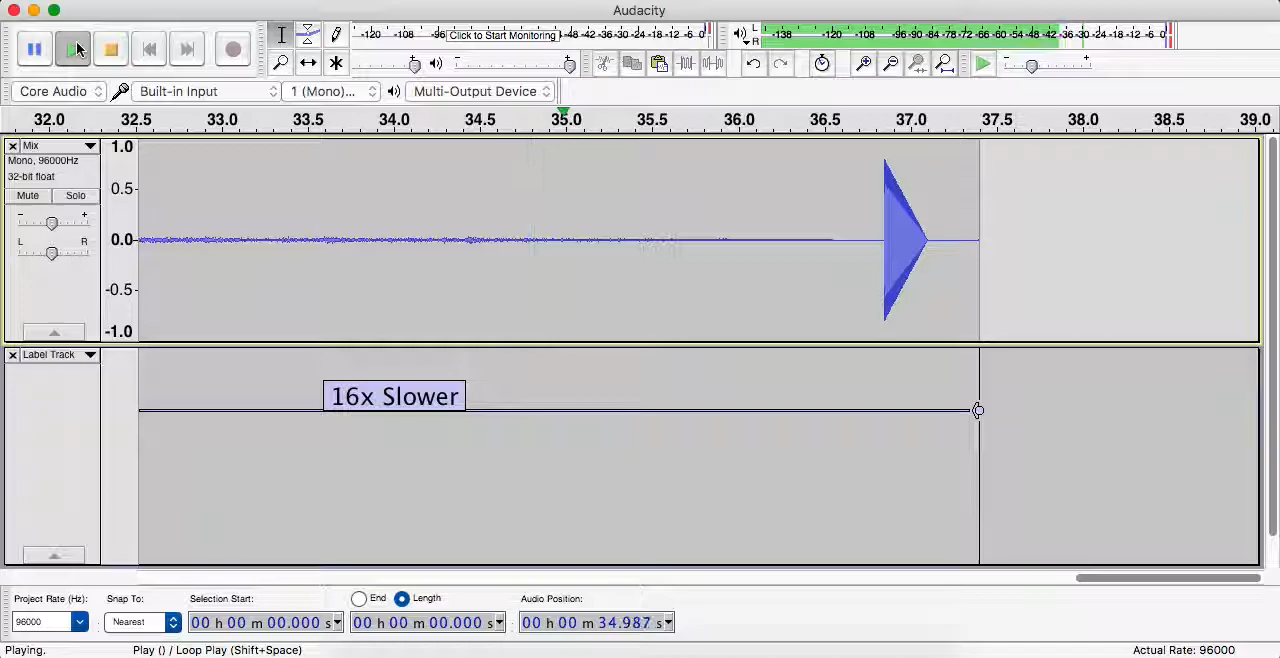 Audacity
-120 -108 -96 Click to Start Monitoring -48 -42 -36 -30 -24 -18 -12 -6 0
L
R
-138 -120 -108 -96 -90 -84 -78 -72 -66 -60 -54 -48 -42 -36 -30 -24 -18 -12 -6 0
- +
Core Audio
Built-in Input
1 (Mono)...
Multi-Output Device
32.0 32.5 33.0 33.5 34.0 34.5 35.0 35.5 36.0 36.5 37.0 37.5 38.0 38.5 39.0
Mix
Mono, 96000Hz
32-bit float
Mute Solo
- +
L R
1.0
0.5
0.0
-0.5
-1.0
Label Track
16x Slower
Project Rate (Hz): Snap To: Selection Start: End Length Audio Position:
96000 Nearest 00 h 00 m 00.000 s 00 h 00 m 00.000 s 00 h 00 m 34.987 s
Playing. Play () / Loop Play (Shift+Space) Actual Rate: 96000